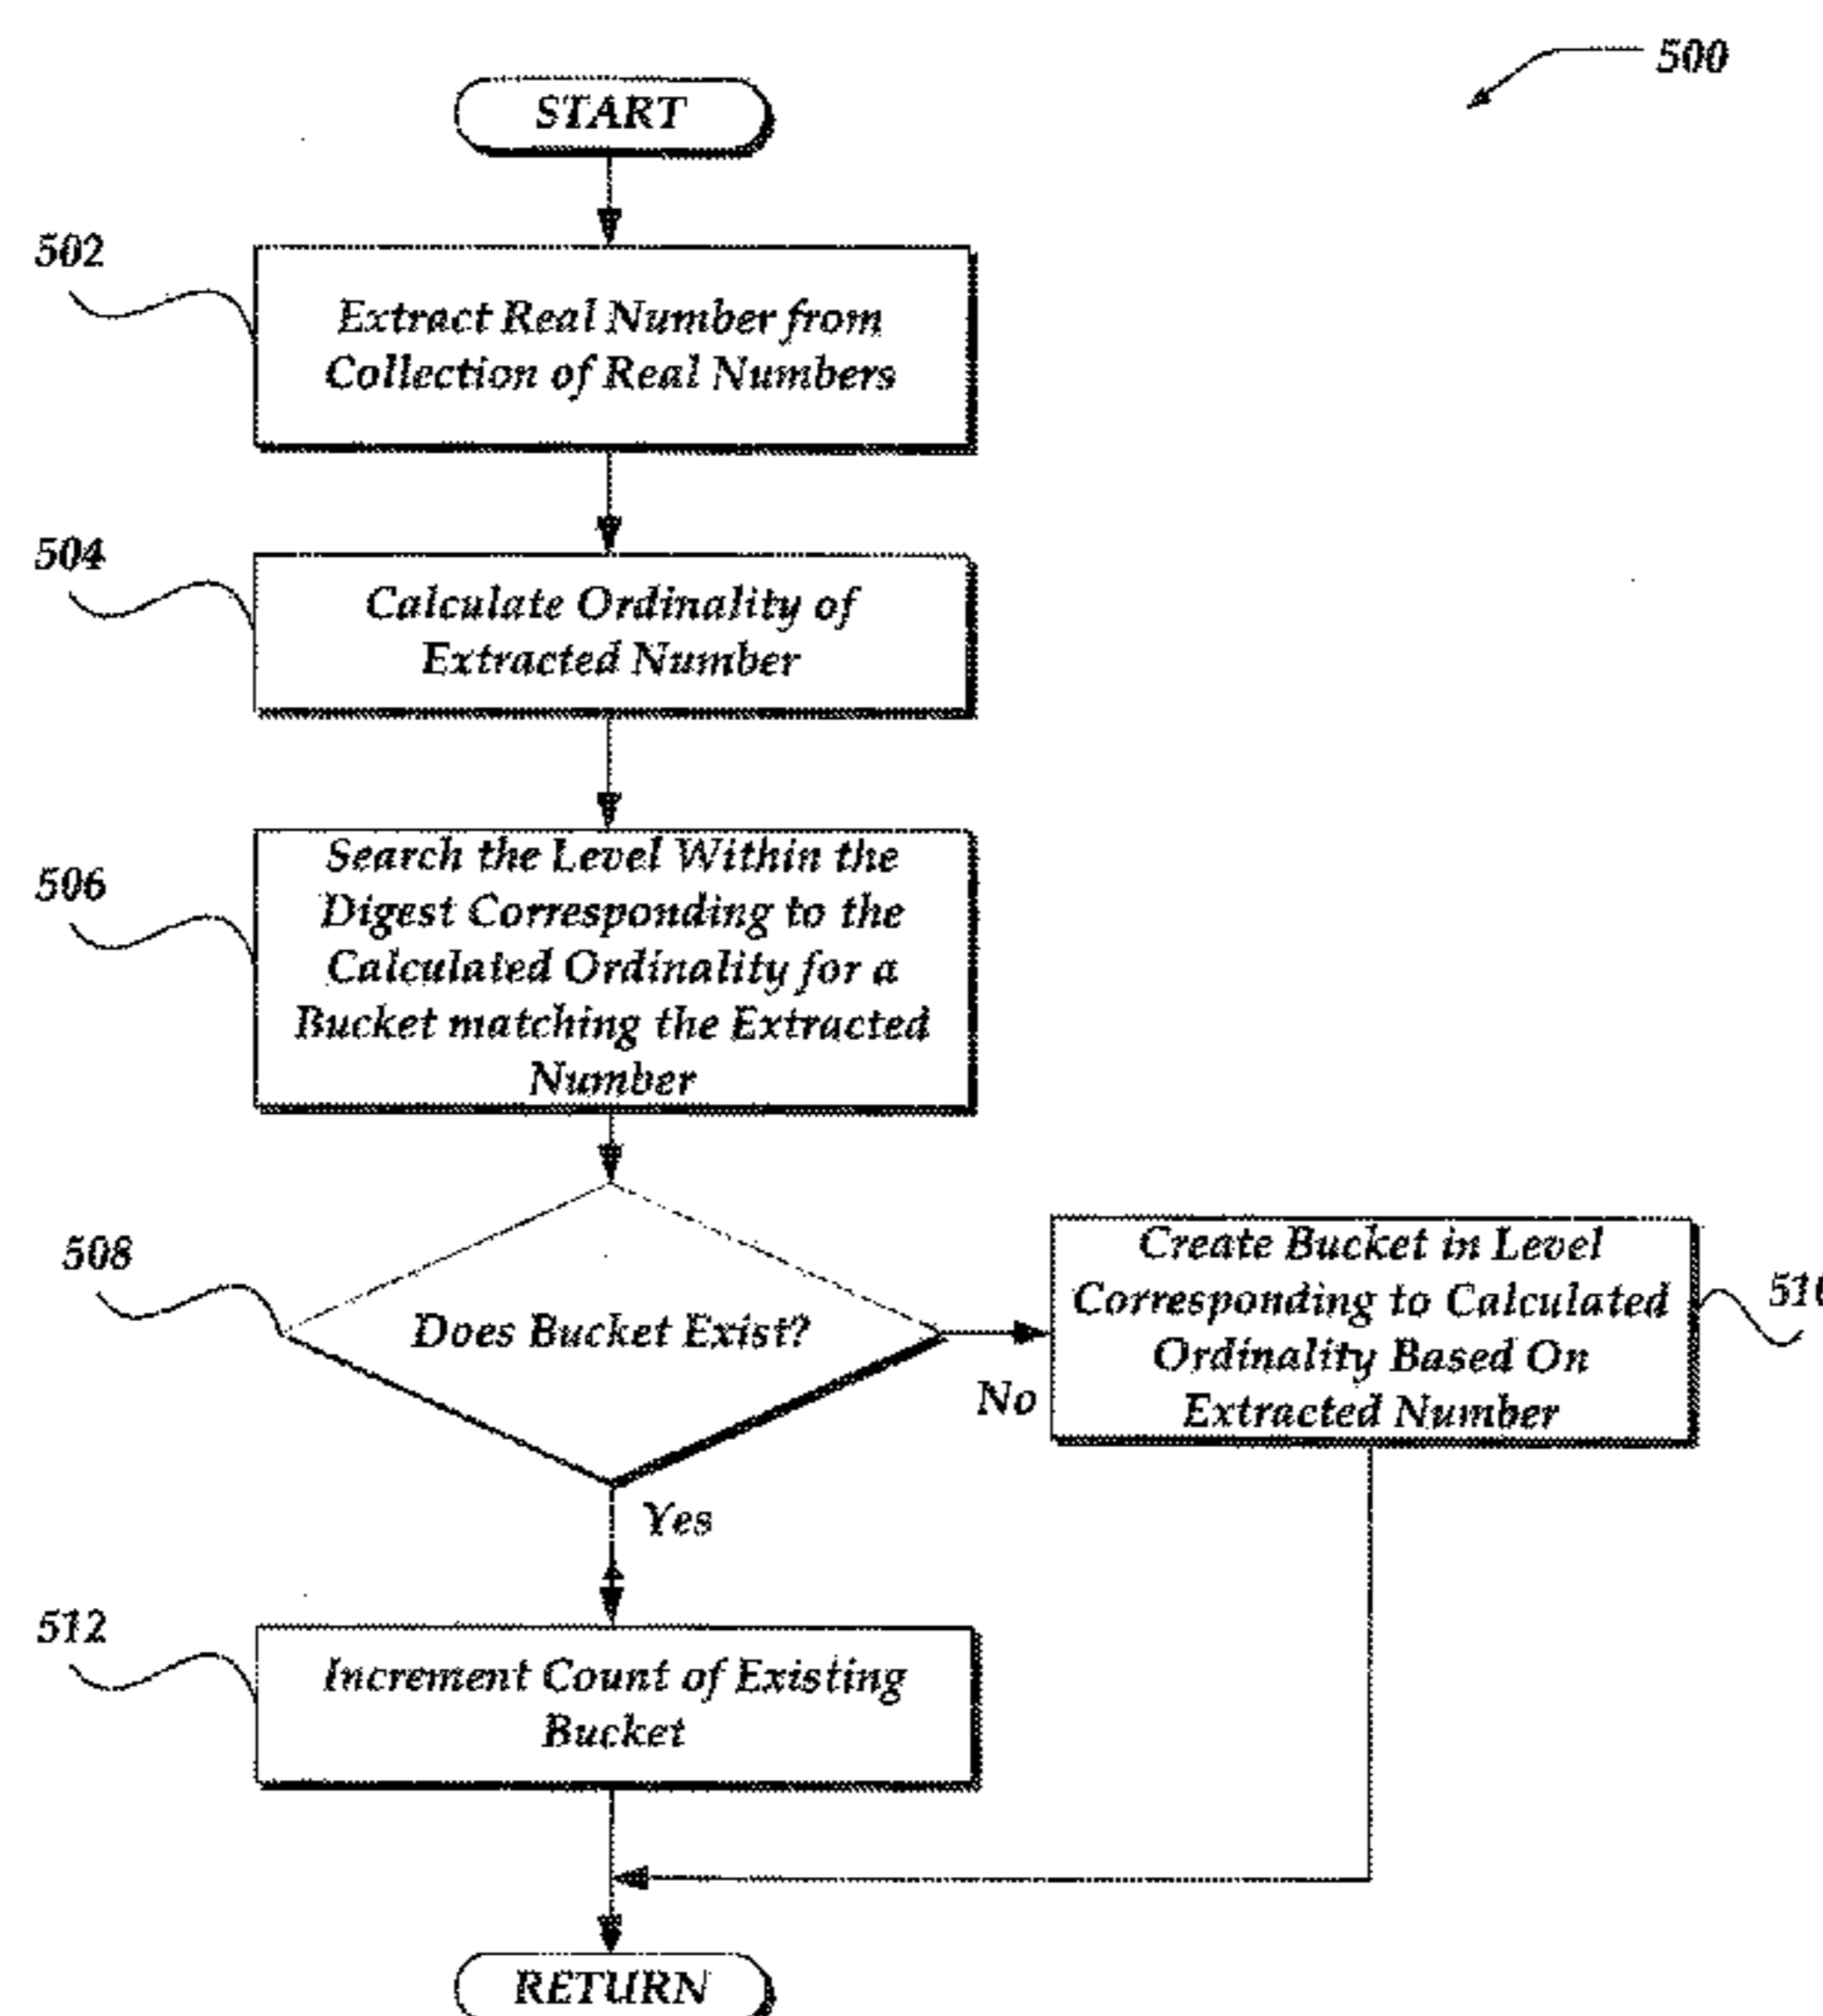 500
START
502
Extract Real Number from
Collection of Real Numbers
504
Calculate Ordinality of
Extracted Number
506
Search the Level Within the
Digest Corresponding to the
Calculated Ordinality for a
Bucket matching the Extracted
Number
508
Does Bucket Exist?
No
Create Bucket in Level
Corresponding to Calculated
Ordinality Based On
Extracted Number
Yes
512
Increment Count of Existing
Bucket
RETURN